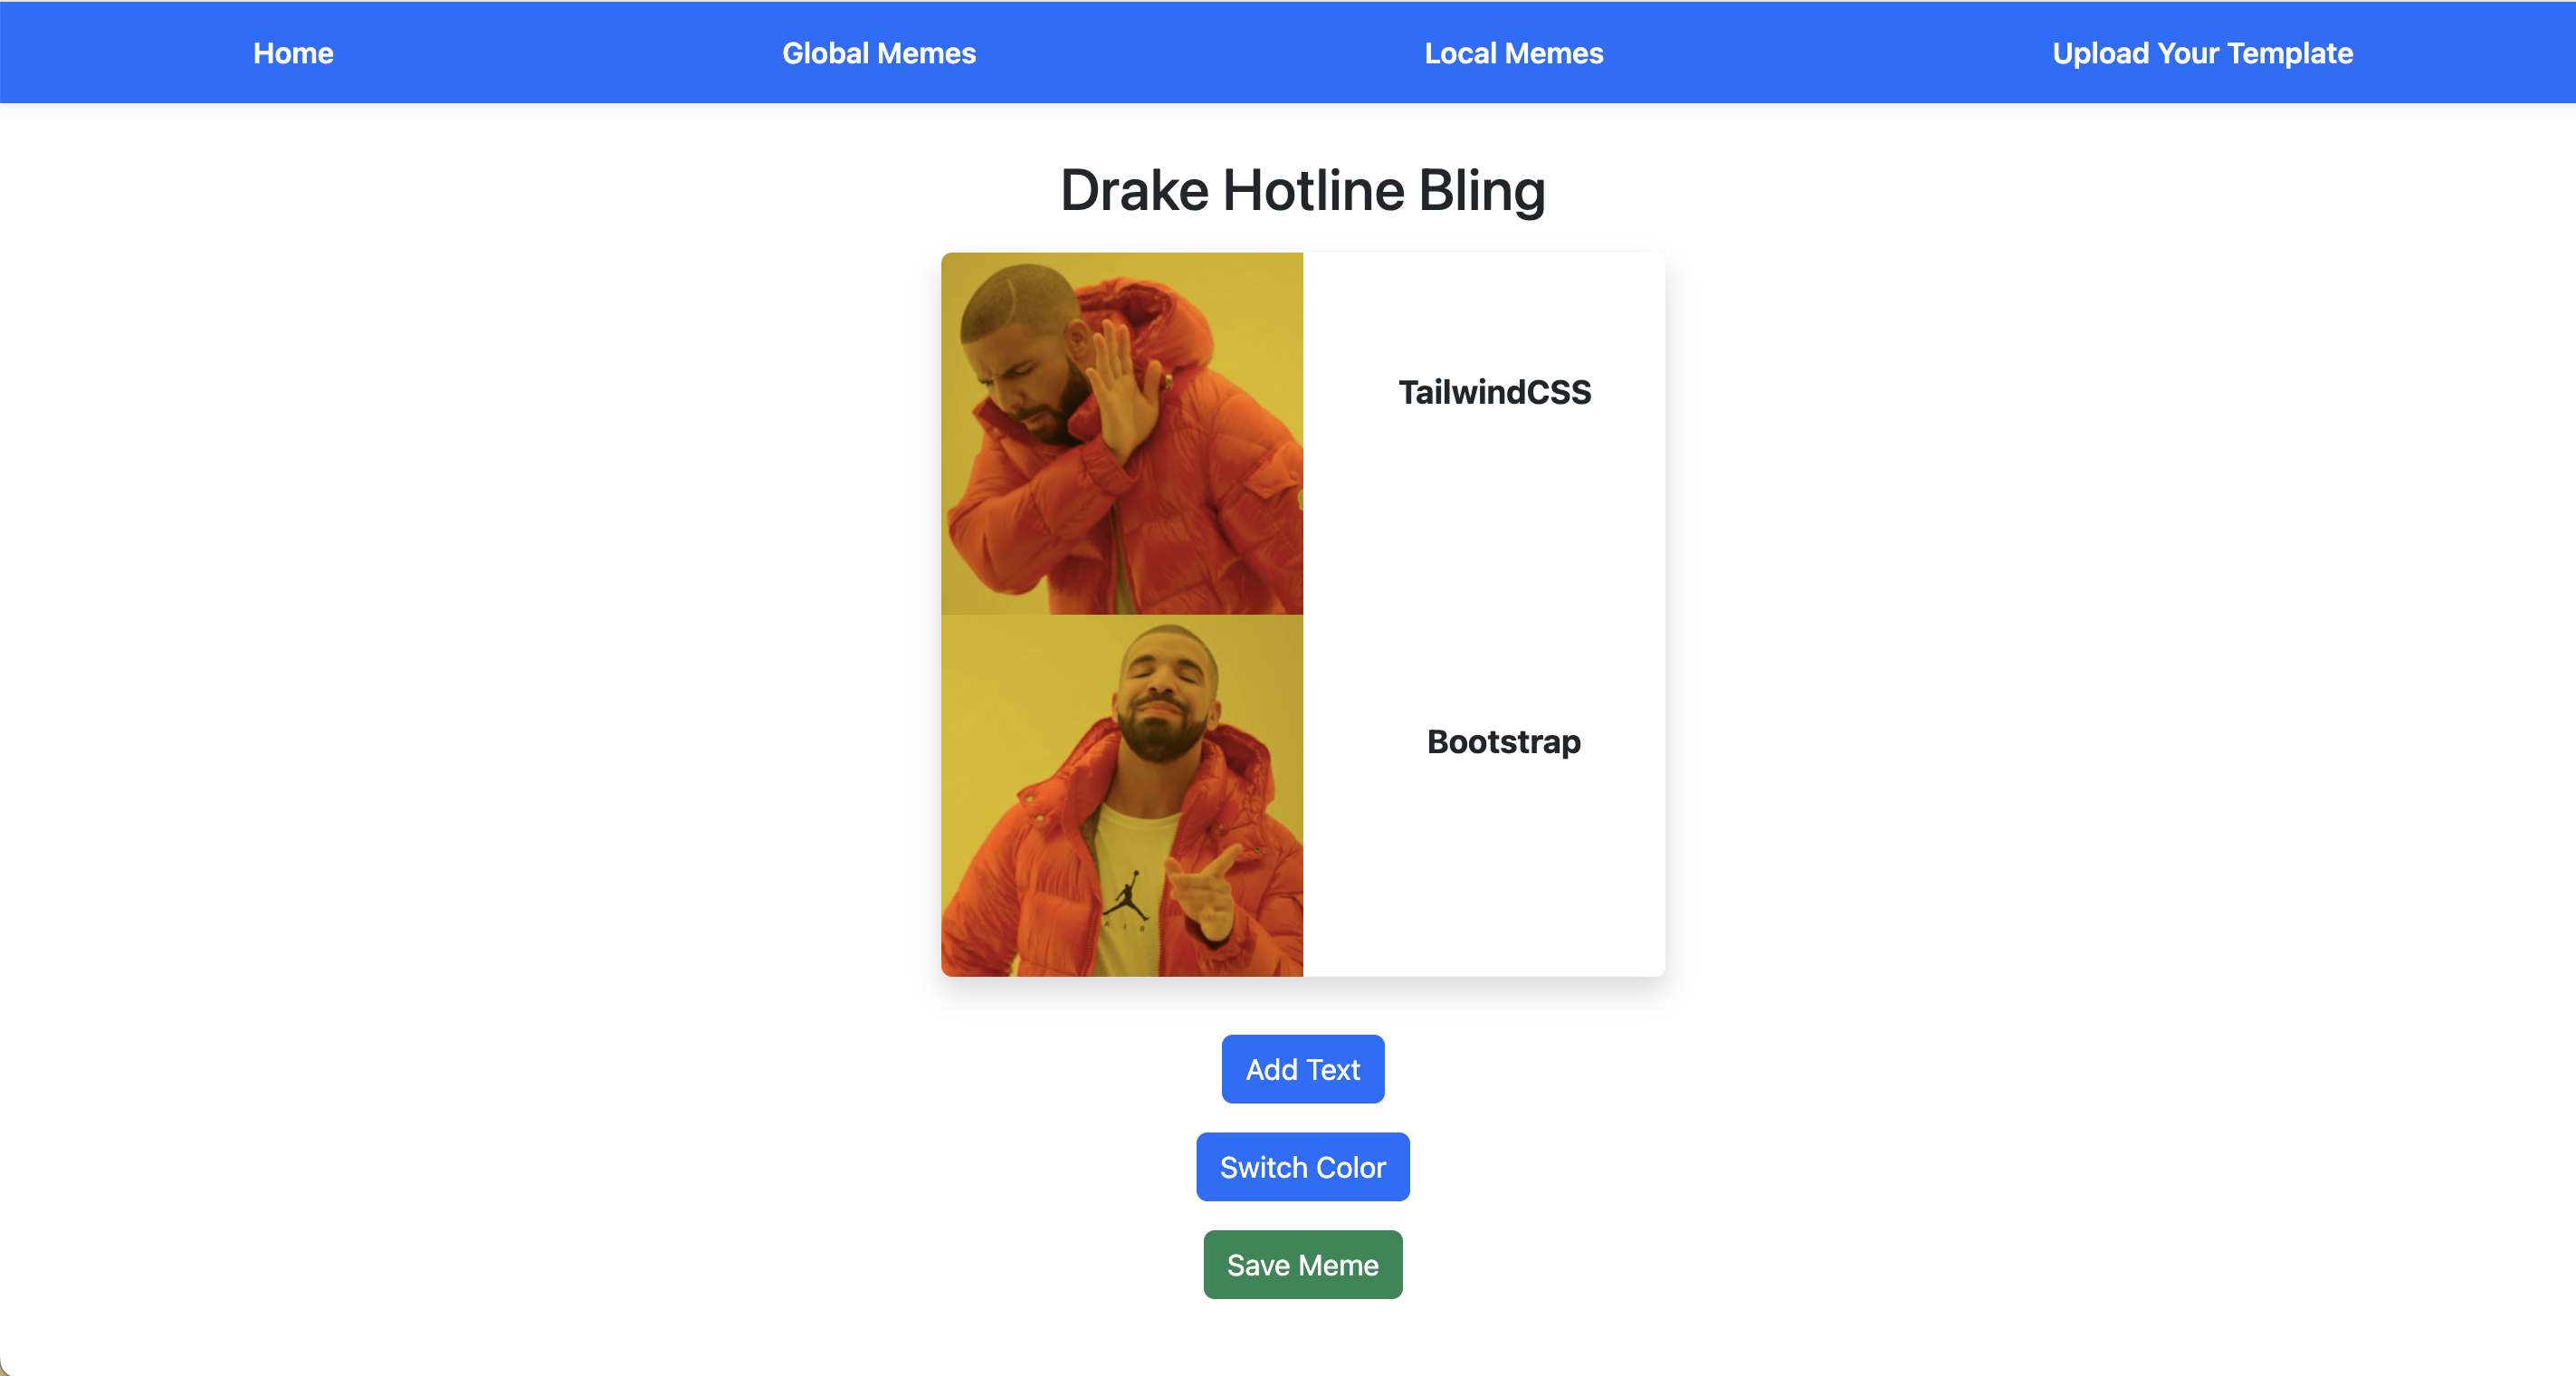 Home Global Memes Local Memes Upload Your Template
Drake Hotline Bling
TailwindCSS
Bootstrap
AIR
Add Text
Switch Color
Save Meme